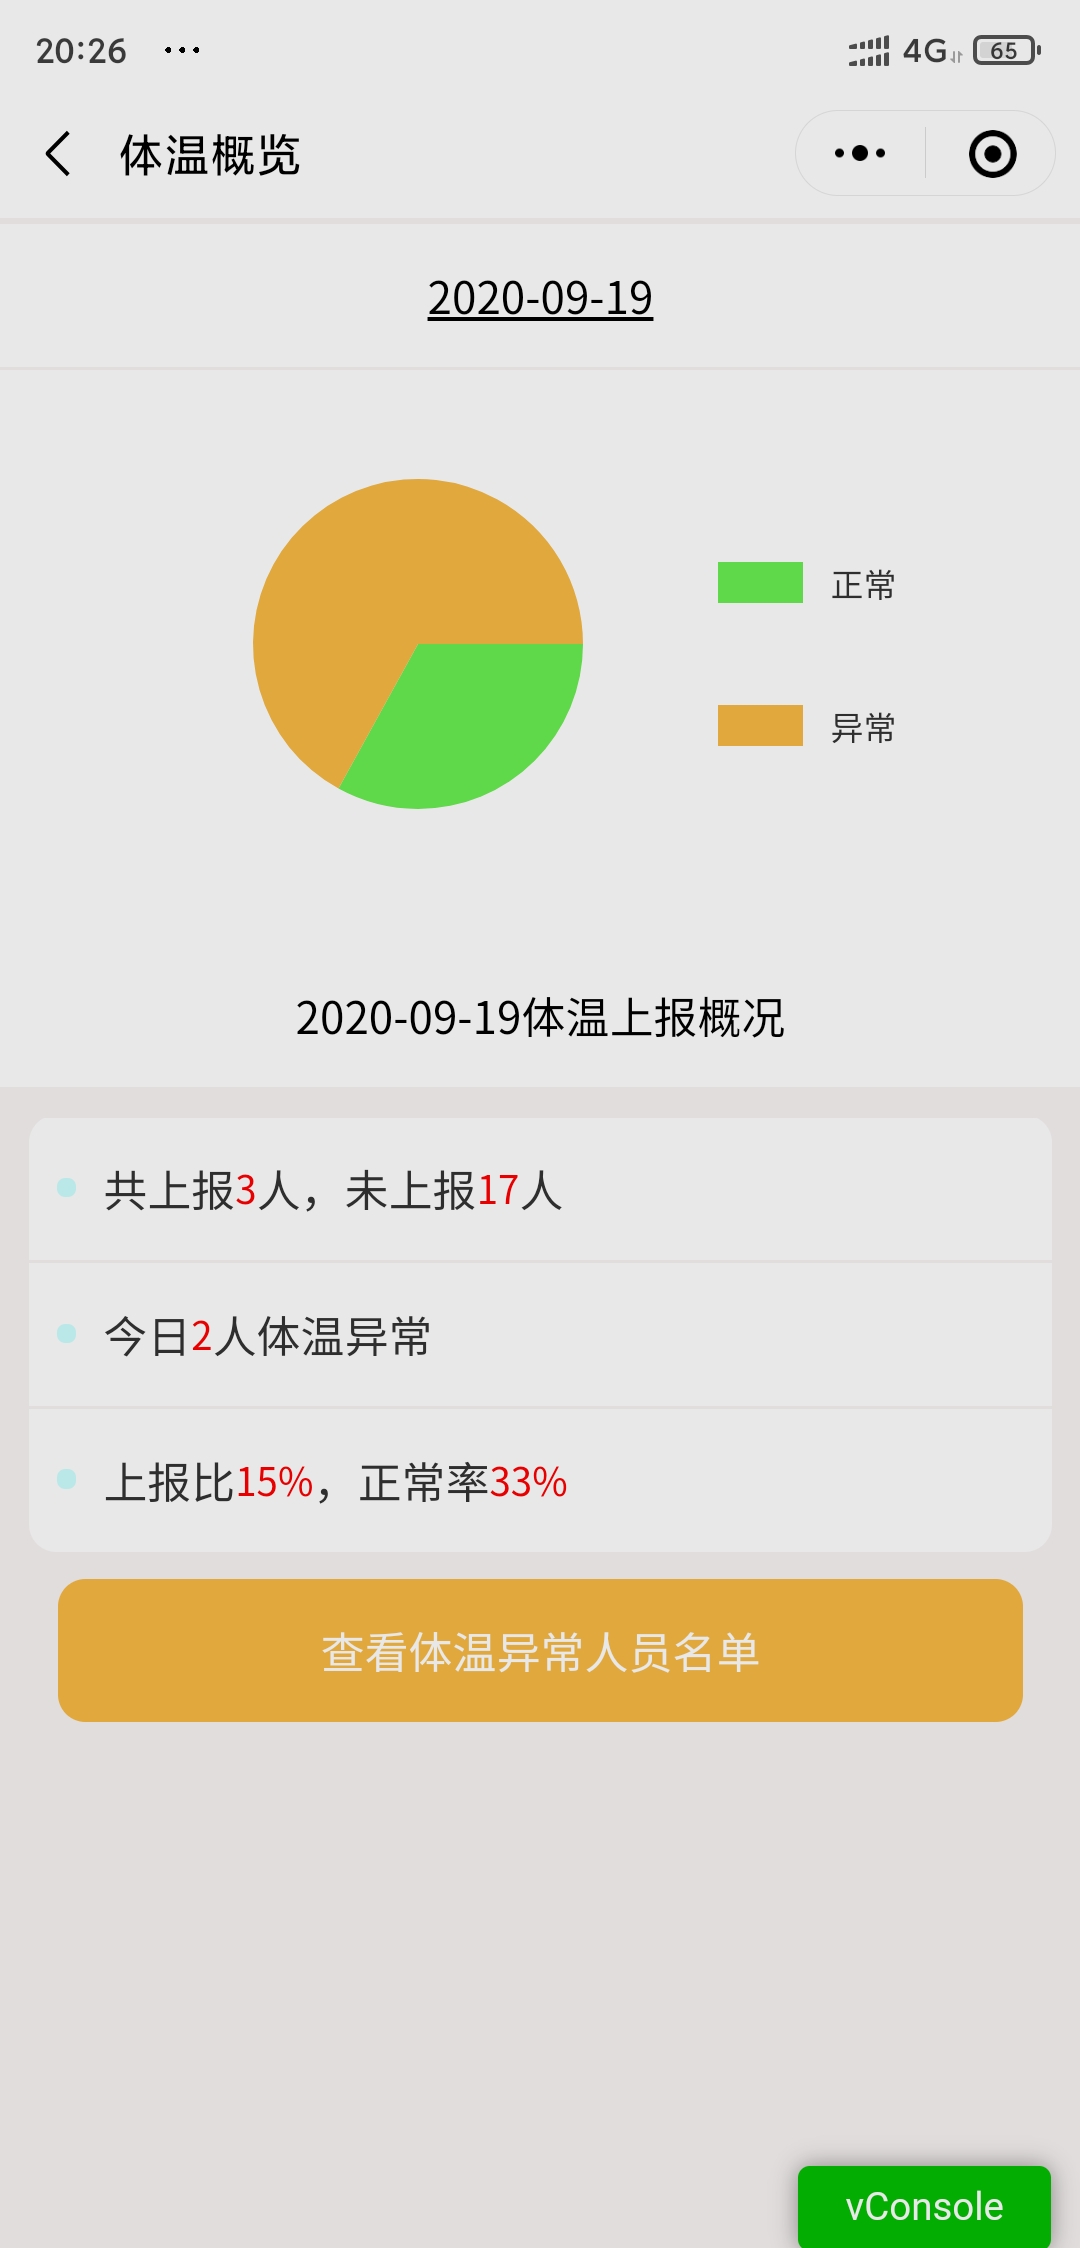 20:26 ... 4G 65
体温概览
2020-09-19
正常
异常
2020-09-19体温上报概况
共上报3人，未上报17人
今日2人体温异常
上报比15%，正常率33%
查看体温异常人员名单
vConsole